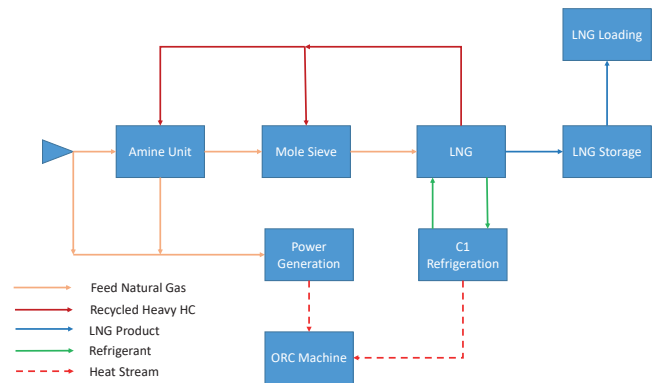 LNG Loading
Amine Unit
Mole Sieve
LNG
LNG Storage
Power
Generation
C1
Refrigeration
Feed Natural Gas
Recycled Heavy HC
LNG Product
Refrigerant
Heat Stream
ORC Machine